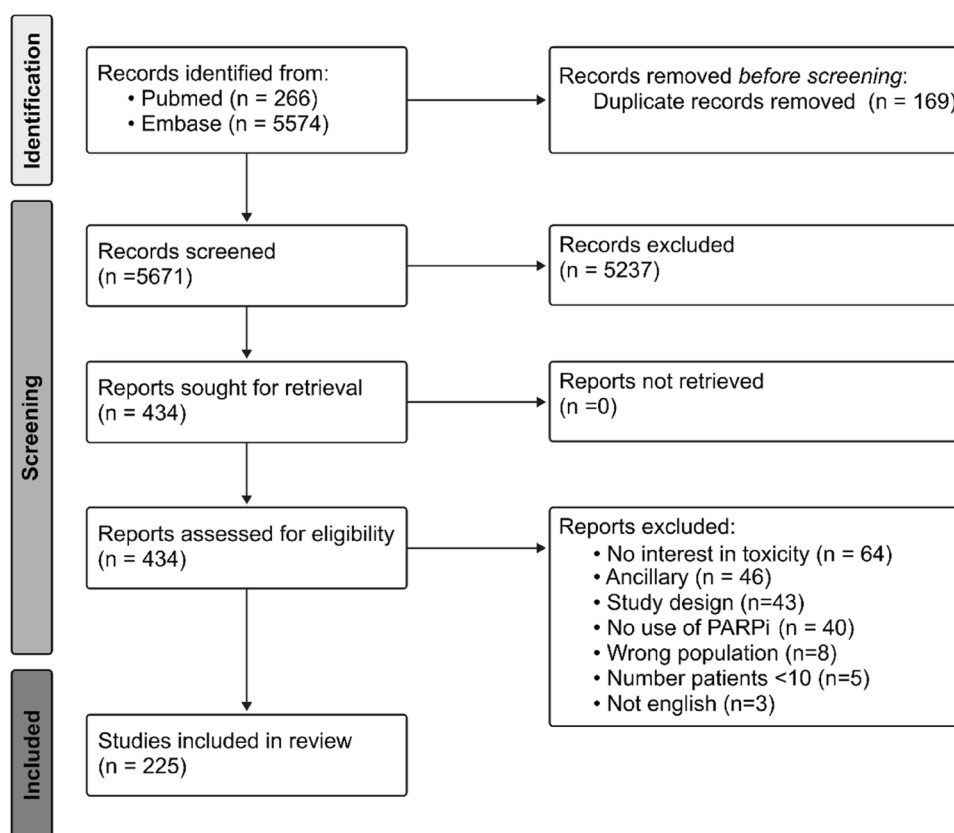 Identification
Records identified from:
• Pubmed (n = 266)
• Embase (n = 5574)
Records removed before screening:
Duplicate records removed (n = 169)
Screening
Records screened
(n =5671)
Records excluded
(n = 5237)
Reports sought for retrieval
(n = 434)
Reports not retrieved
(n =0)
Reports assessed for eligibility
(n = 434)
Reports excluded:
• No interest in toxicity (n = 64)
• Ancillary (n = 46)
• Study design (n=43)
• No use of PARPi (n = 40)
• Wrong population (n=8)
• Number patients <10 (n=5)
• Not english (n=3)
Included
Studies included in review
(n = 225)